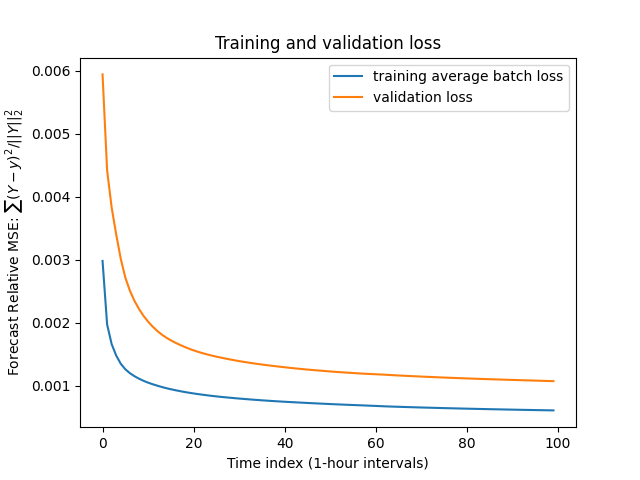 Training and validation loss
training average batch loss
validation loss
Forecast Relative MSE: ∑(Y − y)²/||Y||₂²
0.006
0.005
0.004
0.003
0.002
0.001
0 20 40 60 80 100
Time index (1-hour intervals)